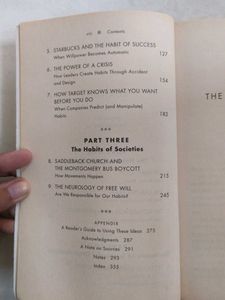 viii ■ Contents
5. STARBUCKS AND THE HABIT OF SUCCESS
When Willpower Becomes Automatic 127
6. THE POWER OF A CRISIS
How Leaders Create Habits Through Accident
and Design 154
7. HOW TARGET KNOWS WHAT YOU WANT
BEFORE YOU DO
When Companies Predict (and Manipulate)
Habits 182
PART THREE
The Habits of Societies
8. SADDLEBACK CHURCH AND
THE MONTGOMERY BUS BOYCOTT
How Movements Happen 215
9. THE NEUROLOGY OF FREE WILL
Are We Responsible for Our Habits? 245
APPENDIX
A Reader's Guide to Using These Ideas 275
Acknowledgments 287
A Note on Sources 291
Notes 293
Index 355
THE